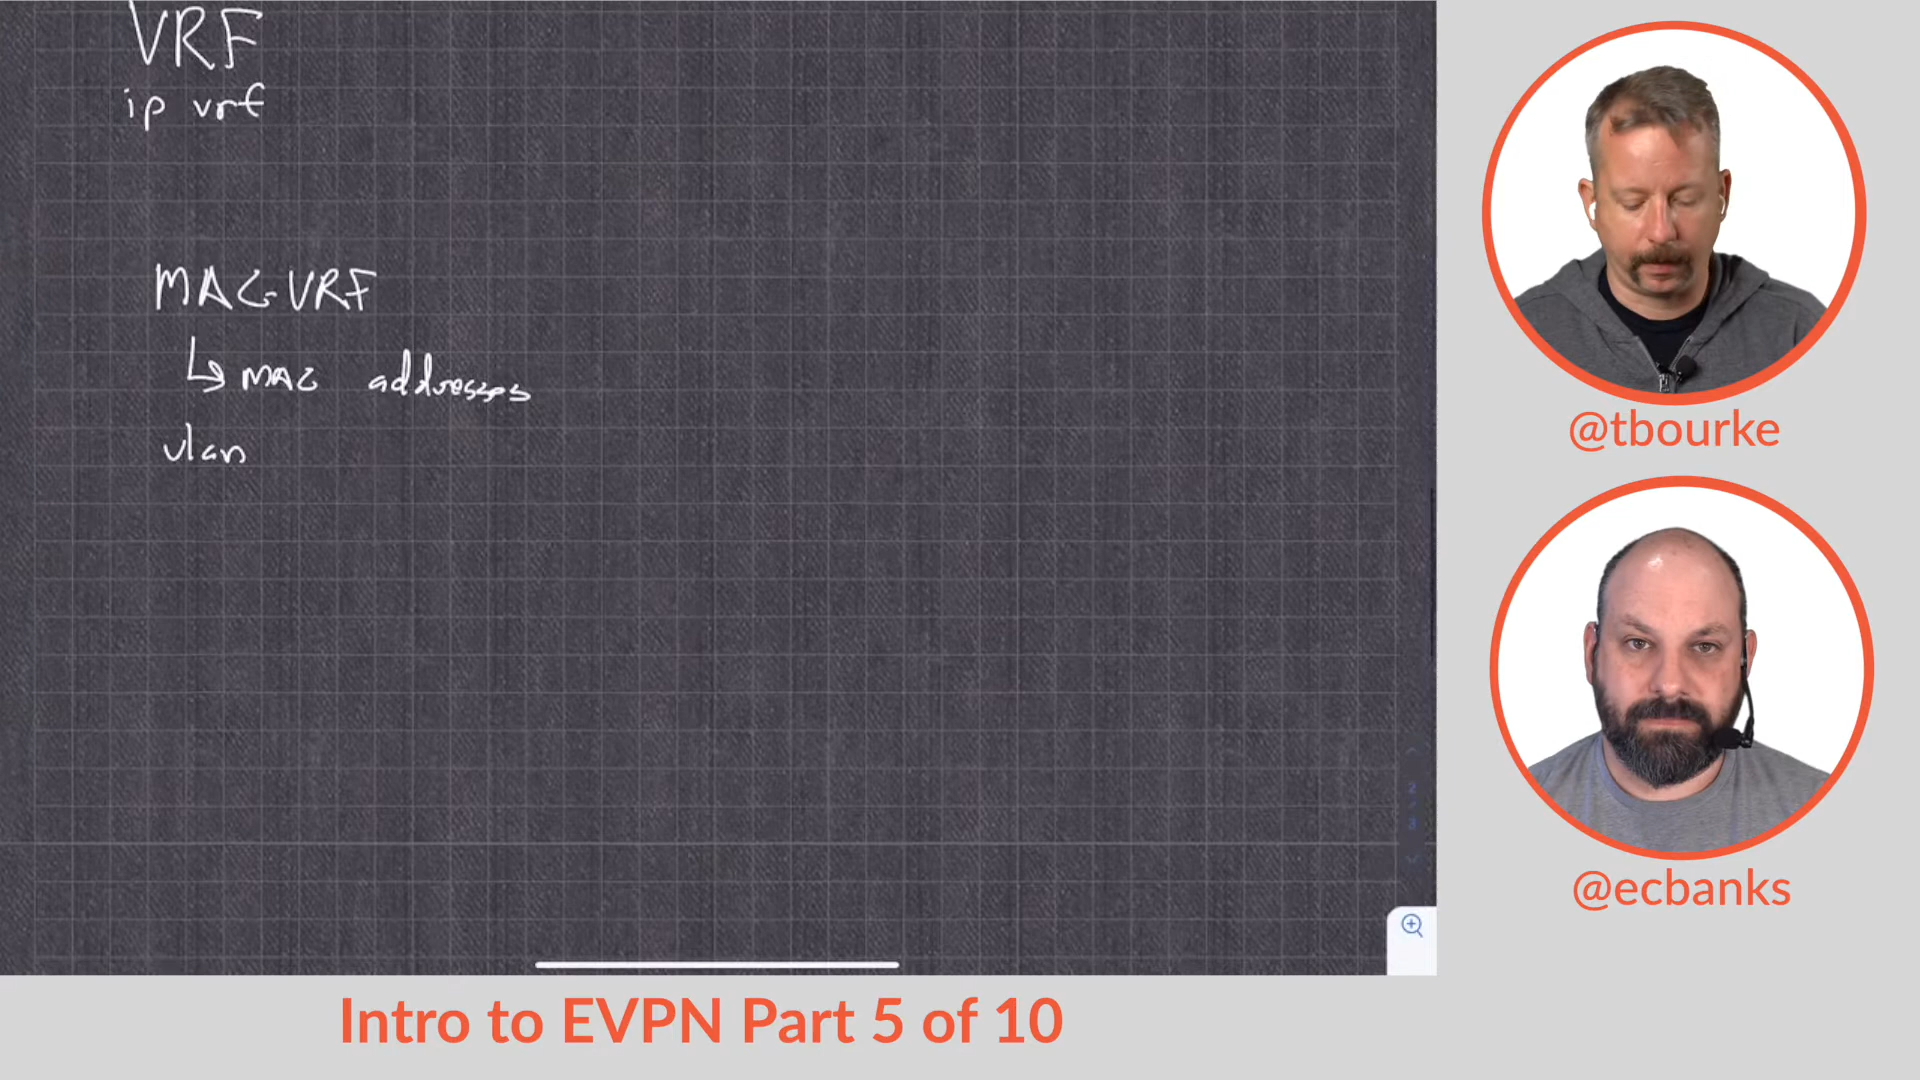 VRF
ip vrf
MAC-VRF
↳ MAC addresses
vlan
@tbourke
@ecbanks
Intro to EVPN Part 5 of 10